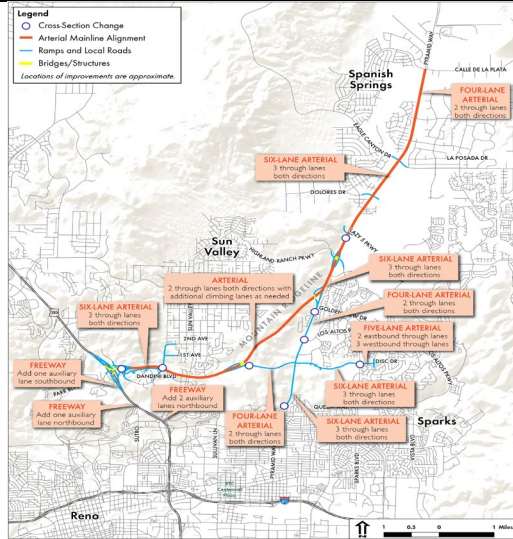 Legend
Cross-Section Change
Arterial Mainline Alignment
Ramps and Local Roads
Bridges/Structures
Locations of improvements are approximate.
PYRAMID WAY
CALLE DE LA PLATA
Spanish
Springs
FOUR-LANE
ARTERIAL
2 through lanes
both directions
EAGLE CANYON DR
LA POSADA DR
SIX-LANE ARTERIAL
3 through lanes
both directions
DOLORES DR
LAZY 5 PKWY
Sun
Valley
HIGHLAND RANCH PKWY
SIX-LANE ARTERIAL
3 through lanes
both directions
ARTERIAL
2 through lanes both directions with
additional climbing lanes as needed
MOUNTAIN RIDGELINE
FOUR-LANE ARTERIAL
2 through lanes
both directions
SIX-LANE ARTERIAL
3 through lanes
both directions
SUN VALLEY
LOS ALTOS
FIVE-LANE ARTERIAL
2 eastbound through lanes
3 westbound through lanes
2ND AVE
1ST AVE
DISC DR
FREEWAY
Add one auxiliary
lane southbound
DANDINI BLVD
FREEWAY
Add 2 auxiliary
lanes northbound
SIX-LANE ARTERIAL
3 through lanes
both directions
FREEWAY
Add one auxiliary
lane northbound
FOUR-LANE
ARTERIAL
2 through lanes
both directions
SIX-LANE ARTERIAL
3 through lanes
both directions
Sparks
SUTRO
SULLIVAN LN
PYRAMID WAY
SPARKS BLVD
VISTA BLVD
Reno
1
0.5
0
1 Miles